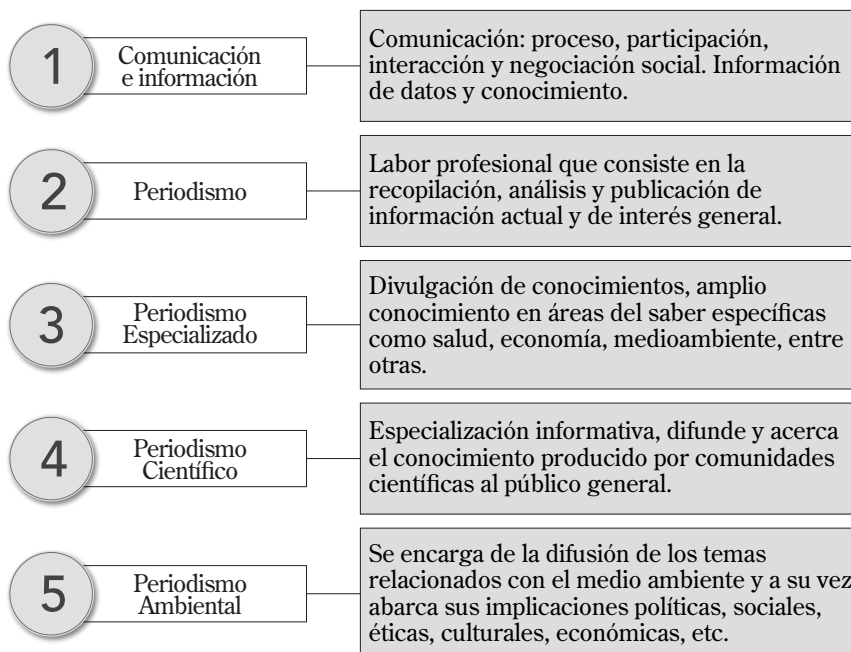 1
Comunicación
e información
Comunicación: proceso, participación,
interacción y negociación social. Información
de datos y conocimiento.
2
Periodismo
Labor profesional que consiste en la
recopilación, análisis y publicación de
información actual y de interés general.
3
Periodismo
Especializado
Divulgación de conocimientos, amplio
conocimiento en áreas del saber específicas
como salud, economía, medioambiente, entre
otras.
4
Periodismo
Científico
Especialización informativa, difunde y acerca
el conocimiento producido por comunidades
científicas al público general.
5
Periodismo
Ambiental
Se encarga de la difusión de los temas
relacionados con el medio ambiente y a su vez
abarca sus implicaciones políticas, sociales,
éticas, culturales, económicas, etc.